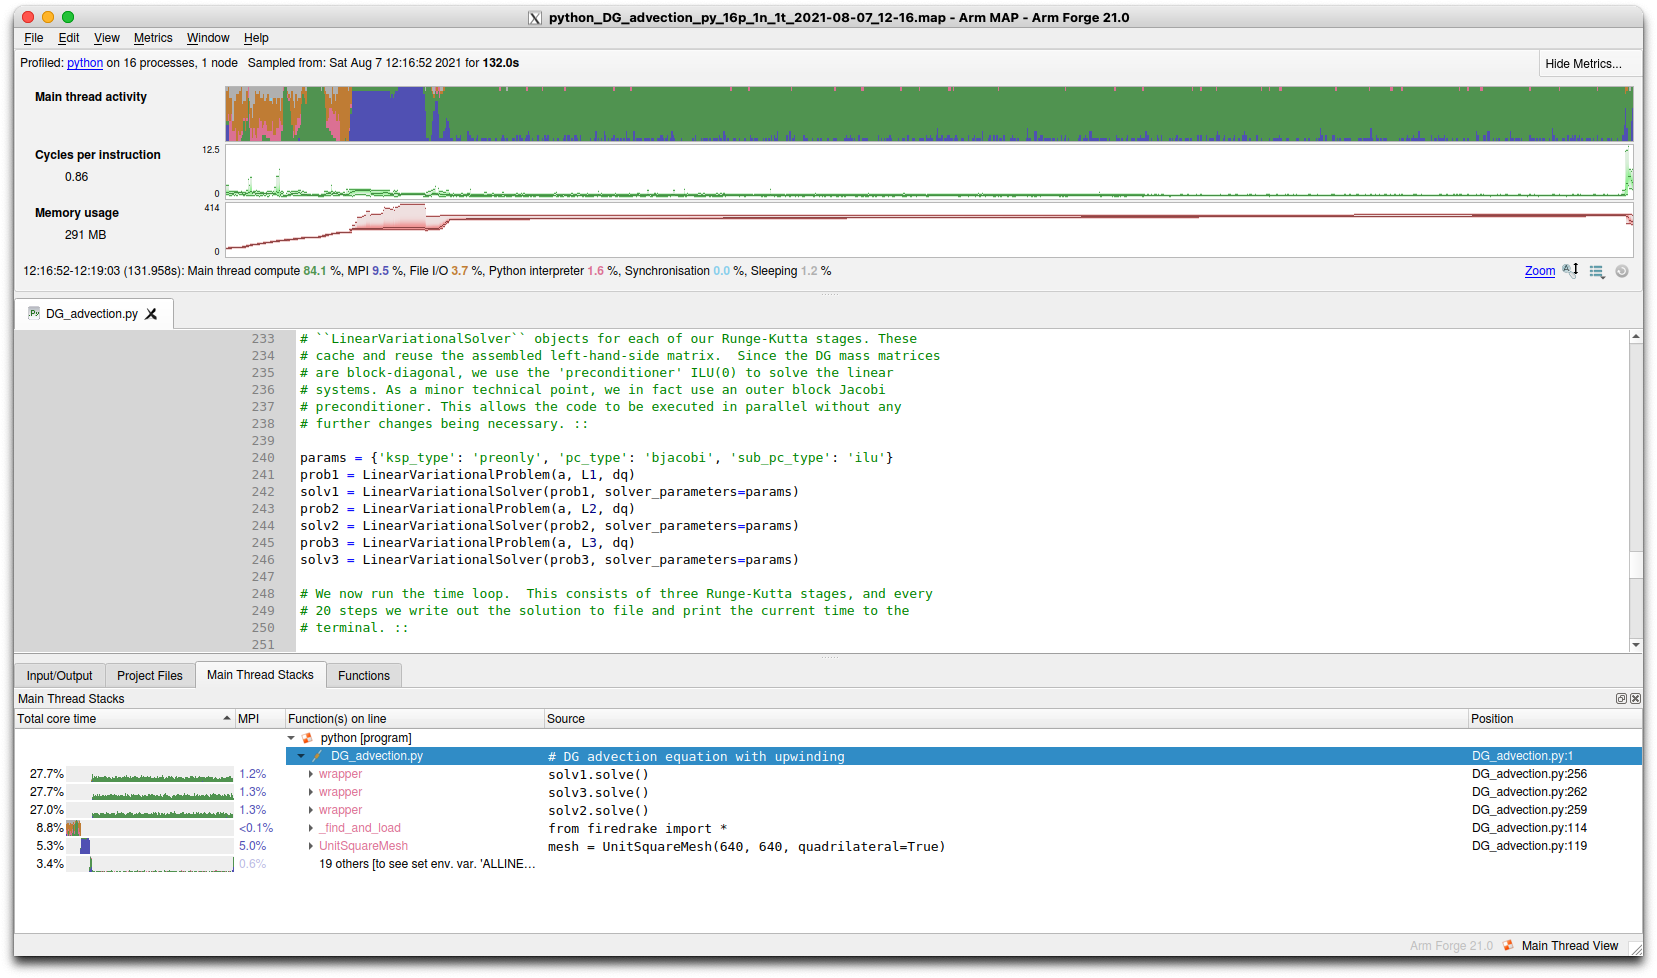 python_DG_advection_py_16p_1n_1t_2021-08-07_12-16.map - Arm MAP - Arm Forge 21.0
File Edit View Metrics Window Help
Profiled: python on 16 processes, 1 node Sampled from: Sat Aug 7 12:16:52 2021 for 132.0s
Hide Metrics...
Main thread activity
Cycles per instruction 12.5
0.86
0
Memory usage 414
291 MB
0
12:16:52-12:19:03 (131.958s): Main thread compute 84.1 %, MPI 9.5 %, File I/O 3.7 %, Python interpreter 1.6 %, Synchronisation 0.0 %, Sleeping 1.2 %
Zoom
DG_advection.py
233 # ``LinearVariationalSolver`` objects for each of our Runge-Kutta stages. These
234 # cache and reuse the assembled left-hand-side matrix.  Since the DG mass matrices
235 # are block-diagonal, we use the 'preconditioner' ILU(0) to solve the linear
236 # systems. As a minor technical point, we in fact use an outer block Jacobi
237 # preconditioner. This allows the code to be executed in parallel without any
238 # further changes being necessary. ::
239
240 params = {'ksp_type': 'preonly', 'pc_type': 'bjacobi', 'sub_pc_type': 'ilu'}
241 prob1 = LinearVariationalProblem(a, L1, dq)
242 solv1 = LinearVariationalSolver(prob1, solver_parameters=params)
243 prob2 = LinearVariationalProblem(a, L2, dq)
244 solv2 = LinearVariationalSolver(prob2, solver_parameters=params)
245 prob3 = LinearVariationalProblem(a, L3, dq)
246 solv3 = LinearVariationalSolver(prob3, solver_parameters=params)
247
248 # We now run the time loop.  This consists of three Runge-Kutta stages, and every
249 # 20 steps we write out the solution to file and print the current time to the
250 # terminal. ::
251
Input/Output Project Files Main Thread Stacks Functions
Main Thread Stacks
Total core time MPI Function(s) on line Source Position
python [program]
DG_advection.py # DG advection equation with upwinding DG_advection.py:1
27.7% 1.2% wrapper solv1.solve() DG_advection.py:256
27.7% 1.3% wrapper solv3.solve() DG_advection.py:262
27.0% 1.3% wrapper solv2.solve() DG_advection.py:259
8.8% <0.1% _find_and_load from firedrake import * DG_advection.py:114
5.3% 5.0% UnitSquareMesh mesh = UnitSquareMesh(640, 640, quadrilateral=True) DG_advection.py:119
3.4% 0.6% 19 others [to see set env. var. 'ALLINE...
Arm Forge 21.0 Main Thread View